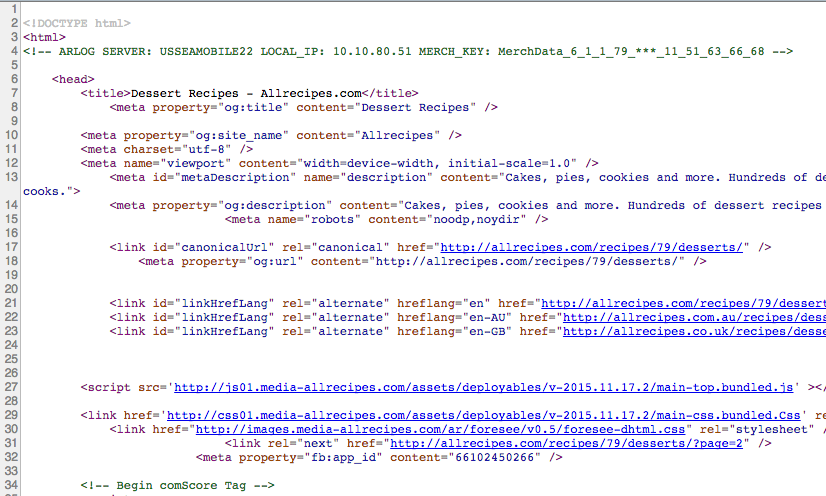 1
2 <!DOCTYPE html>
3 <html>
4 <!-- ARLOG SERVER: USSEAMOBILE22 LOCAL_IP: 10.10.80.51 MERCH_KEY: MerchData_6_1_1_79_***_11_51_63_66_68 -->
5
6 <head>
7 <title>Dessert Recipes - Allrecipes.com</title>
8 <meta property="og:title" content="Dessert Recipes" />
9
10 <meta property="og:site_name" content="Allrecipes" />
11 <meta charset="utf-8" />
12 <meta name="viewport" content="width=device-width, initial-scale=1.0" />
13 <meta id="metaDescription" name="description" content="Cakes, pies, cookies and more. Hundreds of de
cooks.">
14 <meta property="og:description" content="Cakes, pies, cookies and more. Hundreds of dessert recipes
15 <meta name="robots" content="noodp,noydir" />
16
17 <link id="canonicalUrl" rel="canonical" href="http://allrecipes.com/recipes/79/desserts/" />
18 <meta property="og:url" content="http://allrecipes.com/recipes/79/desserts/" />
19
20
21 <link id="linkHrefLang" rel="alternate" hreflang="en" href="http://allrecipes.com/recipes/79/dessert
22 <link id="linkHrefLang" rel="alternate" hreflang="en-AU" href="http://allrecipes.com.au/recipes/dess
23 <link id="linkHrefLang" rel="alternate" hreflang="en-GB" href="http://allrecipes.co.uk/recipes/desse
24
25
26
27 <script src='http://js01.media-allrecipes.com/assets/deployables/v-2015.11.17.2/main-top.bundled.js' ></
28
29 <link href='http://css01.media-allrecipes.com/assets/deployables/v-2015.11.17.2/main-css.bundled.Css' re
30 <link href="http://images.media-allrecipes.com/ar/foresee/v0.5/foresee-dhtml.css" rel="stylesheet" /
31 <link rel="next" href="http://allrecipes.com/recipes/79/desserts/?page=2" />
32 <meta property="fb:app_id" content="66102450266" />
33
34 <!-- Begin comScore Tag -->